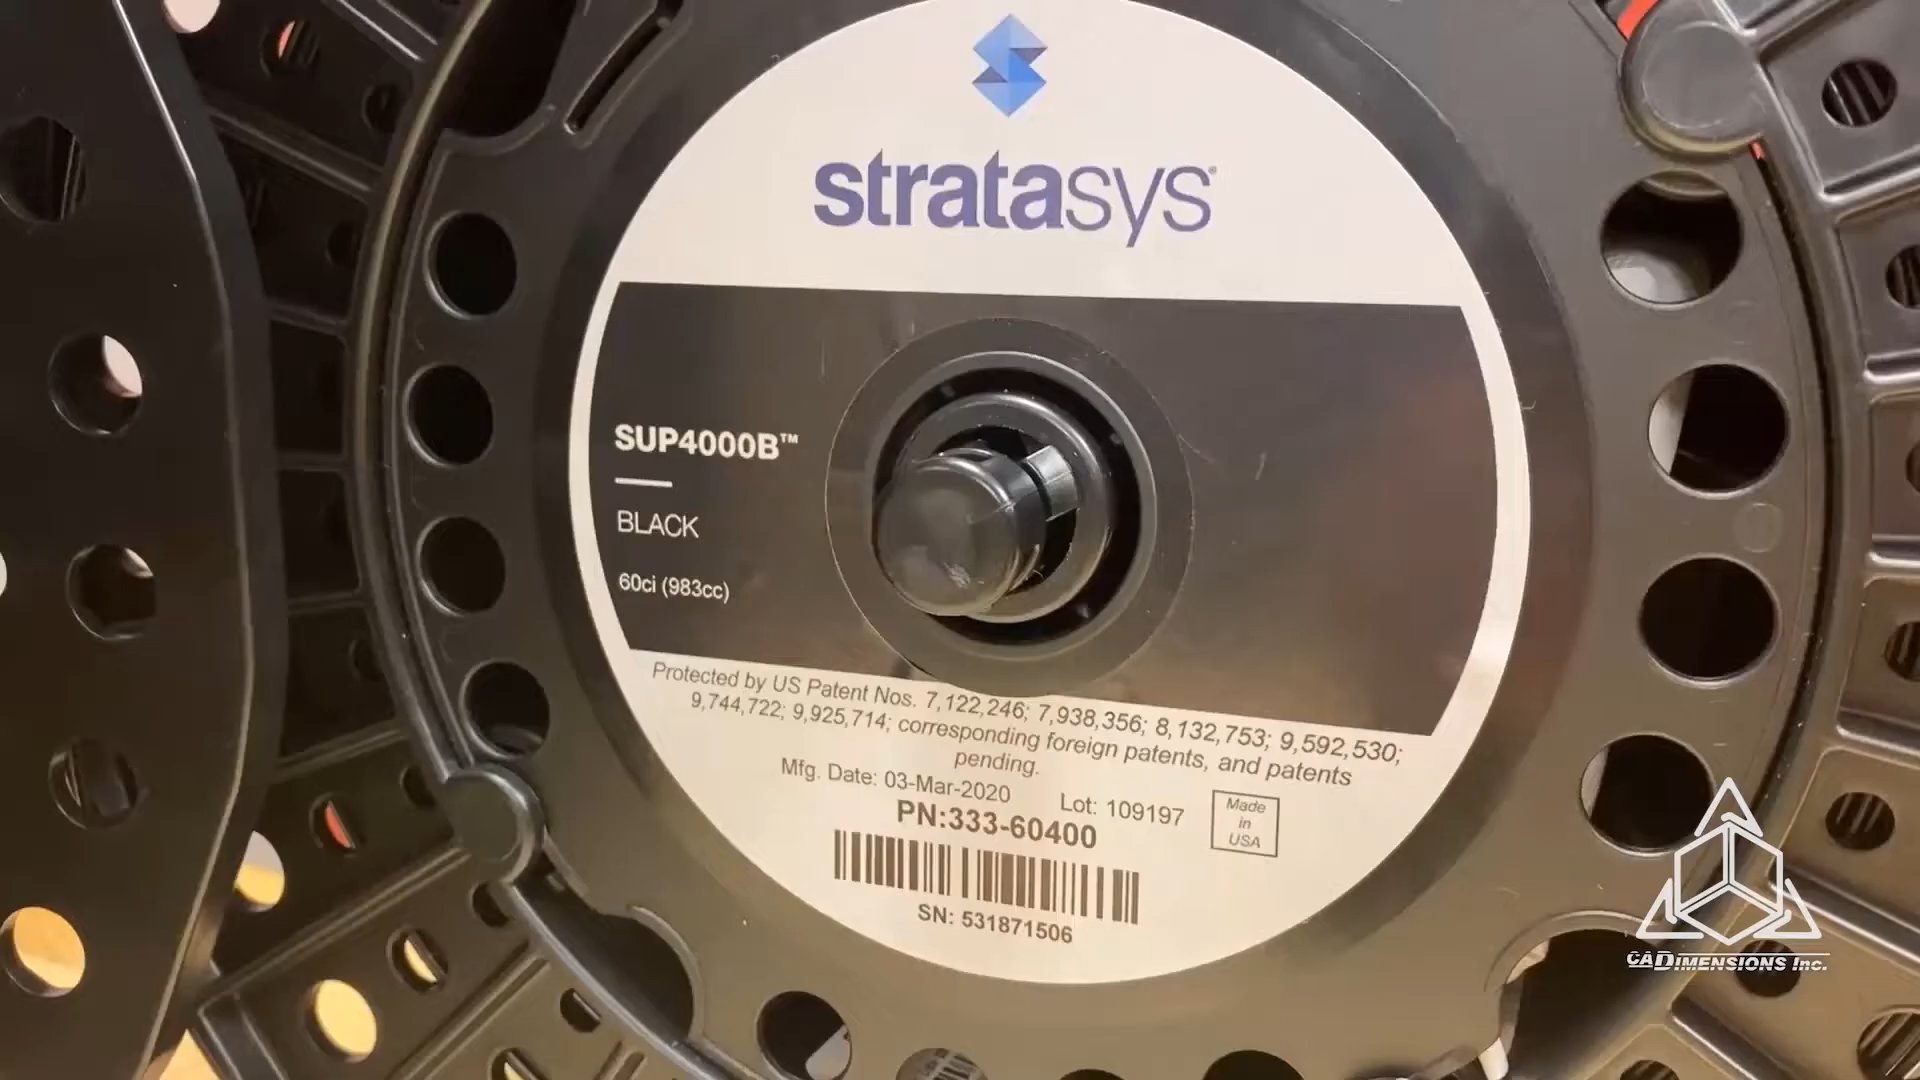 stratasys
SUP4000B™
BLACK
60ci (983cc)
Protected by US Patent Nos. 7,122,246; 7,938,356; 8,132,753; 9,592,530;
9,744,722; 9,925,714; corresponding foreign patents, and patents
pending.
Mfg. Date: 03-Mar-2020 Lot: 109197
PN:333-60400
Made
in
USA
SN: 531871506
CADIMENSIONS Inc.